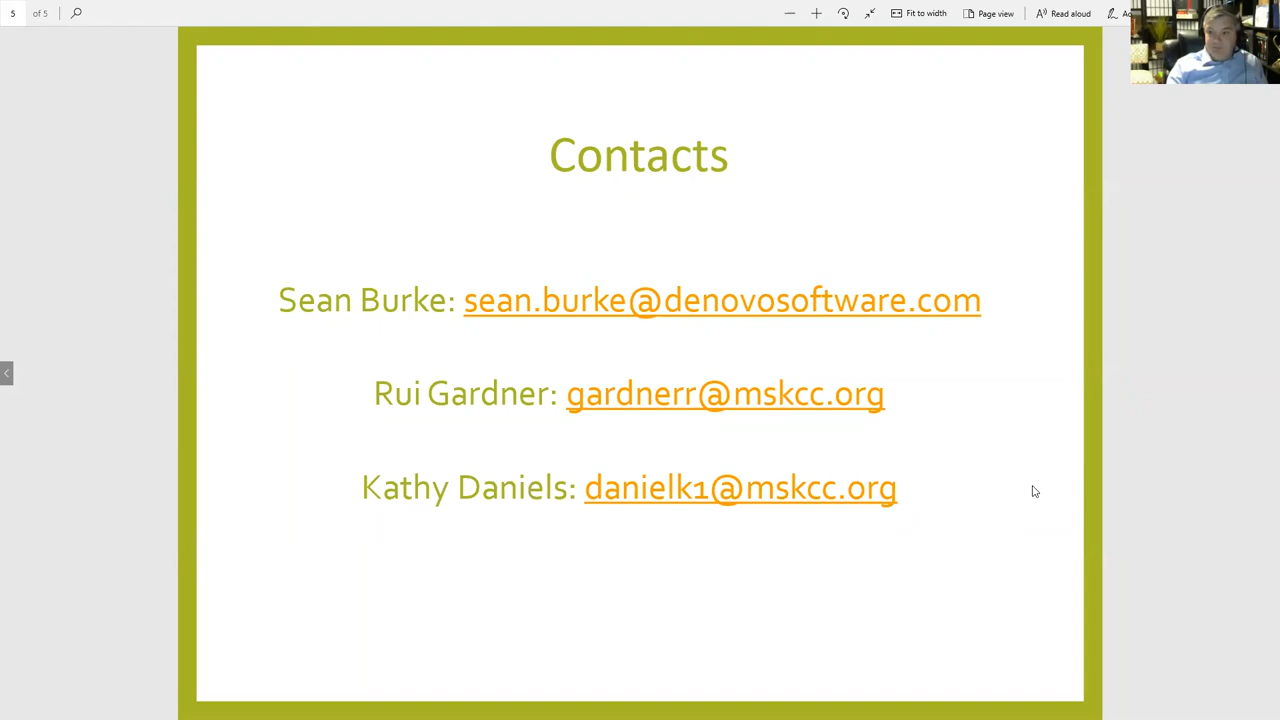 5 of 5
Fit to width
Page view
Read aloud
Contacts
Sean Burke: sean.burke@denovosoftware.com
Rui Gardner: gardnerr@mskcc.org
Kathy Daniels: danielk1@mskcc.org